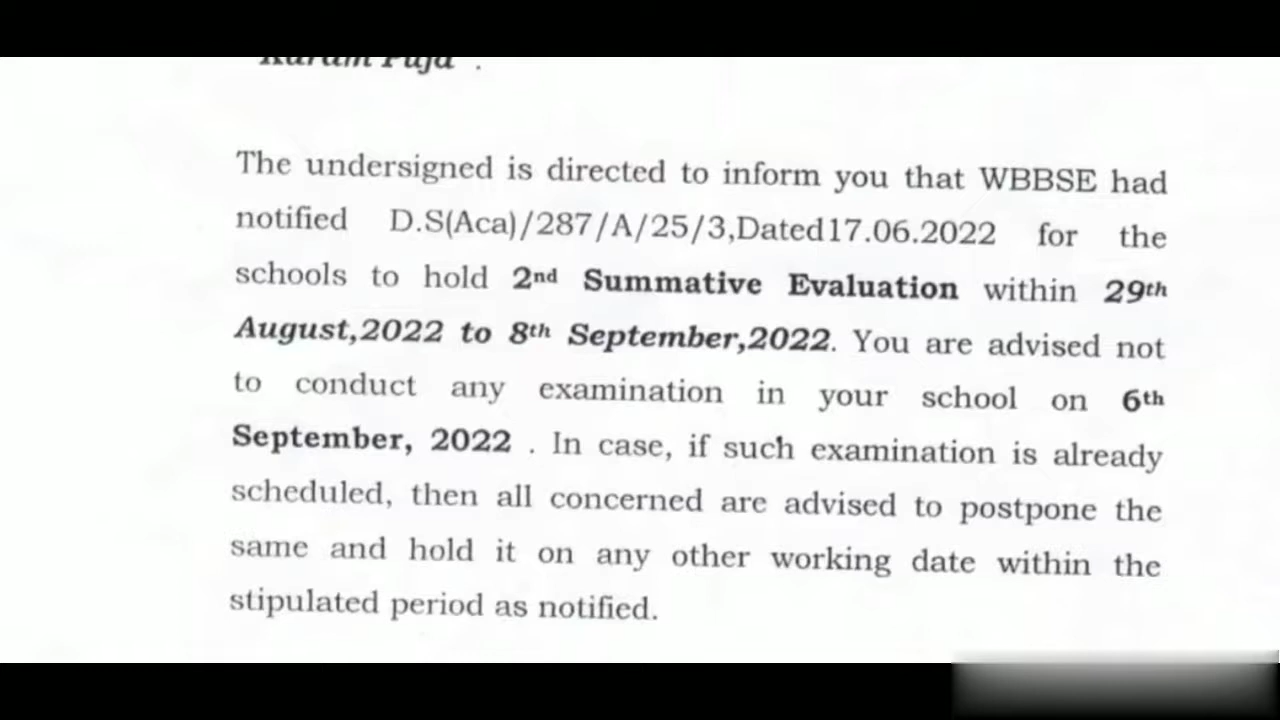 "Karam Puja" .
The undersigned is directed to inform you that WBBSE had
notified D.S(Aca)/287/A/25/3,Dated17.06.2022 for the
schools to hold 2nd Summative Evaluation within 29th
August,2022 to 8th September,2022. You are advised not
to conduct any examination in your school on 6th
September, 2022 . In case, if such examination is already
scheduled, then all concerned are advised to postpone the
same and hold it on any other working date within the
stipulated period as notified.